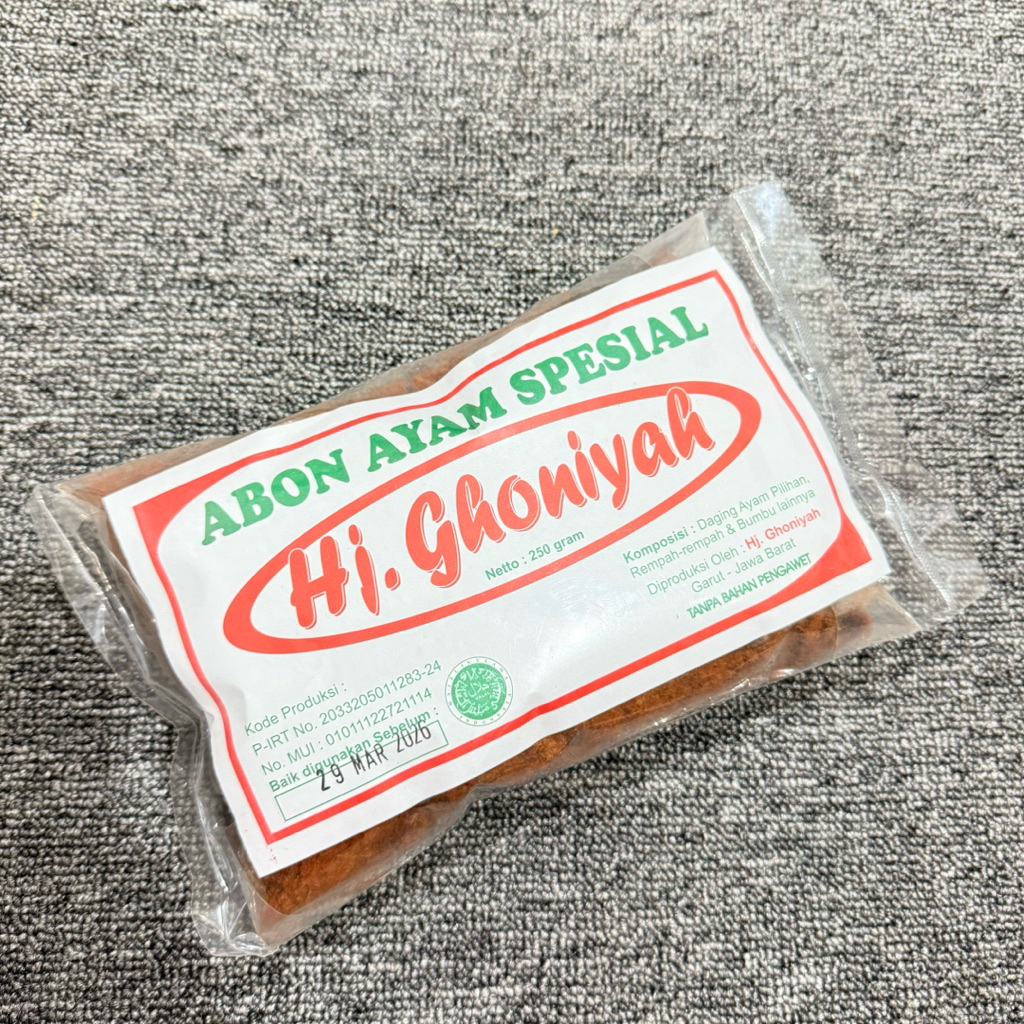 ABON AYAM SPESIAL
Hj. Ghoniyah
Netto : 250 gram
Komposisi : Daging Ayam Pilihan,
Rempah-rempah & Bumbu lainnya
Diproduksi Oleh : Hj. Ghoniyah
Garut - Jawa Barat
TANPA BAHAN PENGAWET
Kode Produksi :
P-IRT No. 2033205011283-24
No. MUI : 01011122721114
Baik digunakan Sebelum :
29 MAR 2026
حلال